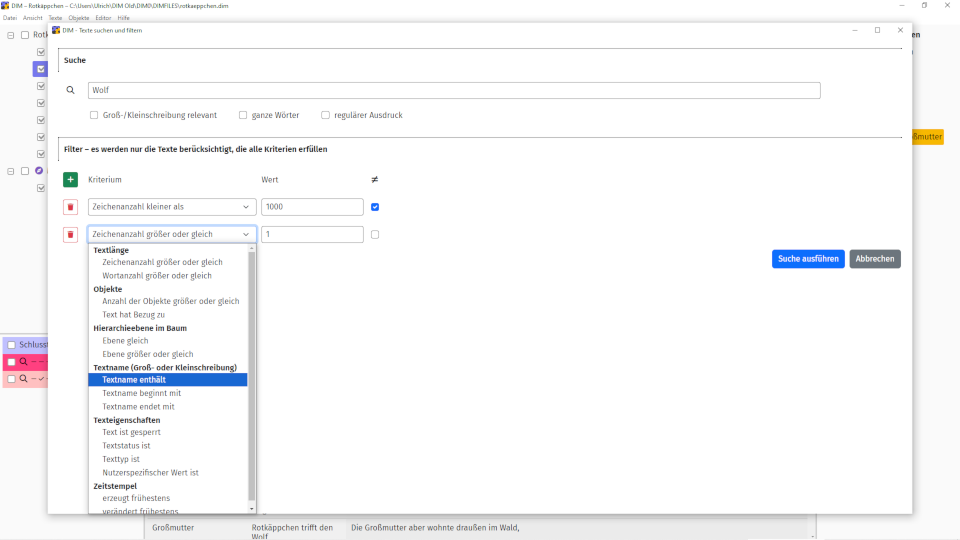 DIM – Rotkäppchen – C:\Users\Ulrich\DIM Old\DIM0\DIMFILES\rotkaeppchen.dim
Datei Ansicht Texte Objekte Editor Hilfe
DIM - Texte suchen und filtern
Suche
Wolf
Groß-/Kleinschreibung relevant ganze Wörter regulärer Ausdruck
Filter – es werden nur die Texte berücksichtigt, die alle Kriterien erfüllen
+ Kriterium Wert ≠
Zeichenanzahl kleiner als 1000
Zeichenanzahl größer oder gleich 1
Textlänge
Zeichenanzahl größer oder gleich
Wortanzahl größer oder gleich
Objekte
Anzahl der Objekte größer oder gleich
Text hat Bezug zu
Hierarchieebene im Baum
Ebene gleich
Ebene größer oder gleich
Textname (Groß- oder Kleinschreibung)
Textname enthält
Textname beginnt mit
Textname endet mit
Texteigenschaften
Text ist gesperrt
Textstatus ist
Texttyp ist
Nutzerspezifischer Wert ist
Zeitstempel
erzeugt frühestens
verändert frühestens
Suche ausführen Abbrechen
Großmutter Rotkäppchen trifft den Wolf Die Großmutter aber wohnte draußen im Wald,